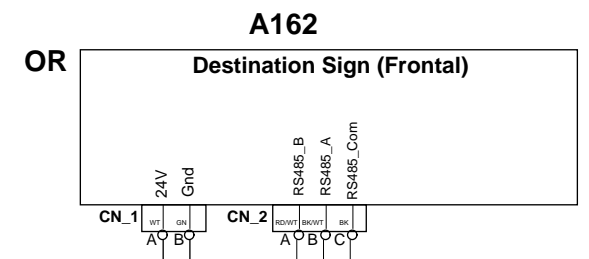 A162
OR
Destination Sign (Frontal)
24V
Gnd
RS485_B
RS485_A
RS485_Com
CN_1 WT GN
CN_2 RD/WT BK/WT BK
A B
A B C